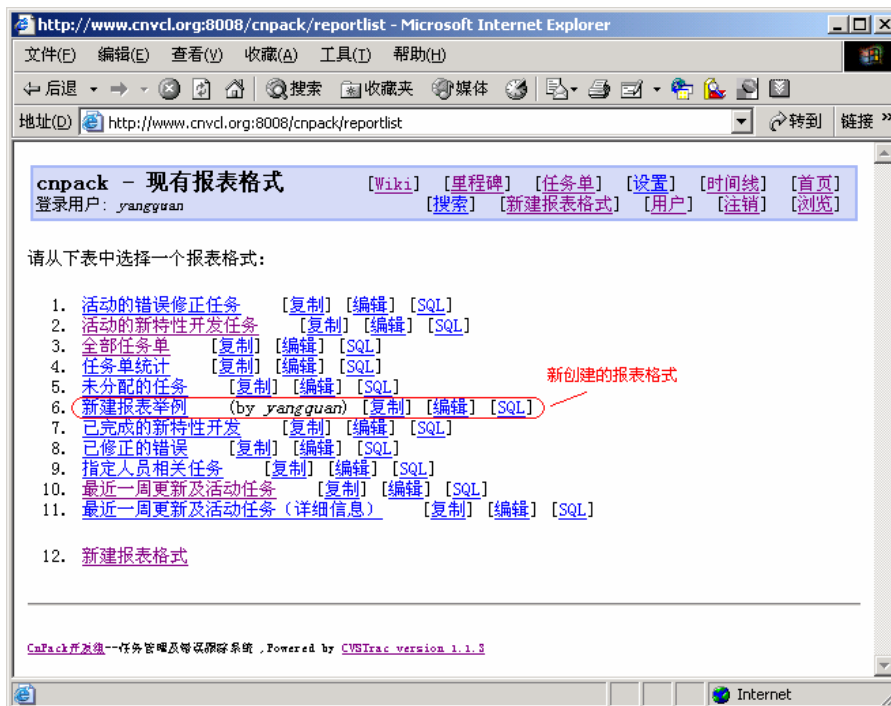 http://www.cnvcl.org:8008/cnpack/reportlist - Microsoft Internet Explorer
文件(F) 编辑(E) 查看(V) 收藏(A) 工具(T) 帮助(H)
后退 搜索 收藏夹 媒体
地址(D) http://www.cnvcl.org:8008/cnpack/reportlist 转到 链接 »
cnpack - 现有报表格式 [Wiki] [里程碑] [任务单] [设置] [时间线] [首页]
登录用户: yangquan [搜索] [新建报表格式] [用户] [注销] [浏览]
请从下表中选择一个报表格式:
1. 活动的错误修正任务 [复制] [编辑] [SQL]
2. 活动的新特性开发任务 [复制] [编辑] [SQL]
3. 全部任务单 [复制] [编辑] [SQL]
4. 任务单统计 [复制] [编辑] [SQL]
5. 未分配的任务 [复制] [编辑] [SQL]
新创建的报表格式
6. 新建报表举例 (by yangquan) [复制] [编辑] [SQL]
7. 已完成的新特性开发 [复制] [编辑] [SQL]
8. 已修正的错误 [复制] [编辑] [SQL]
9. 指定人员相关任务 [复制] [编辑] [SQL]
10. 最近一周更新及活动任务 [复制] [编辑] [SQL]
11. 最近一周更新及活动任务（详细信息） [复制] [编辑] [SQL]
12. 新建报表格式
CnPack开发组--任务管理及错误跟踪系统 ,Powered by CVSTrac version 1.1.3
Internet